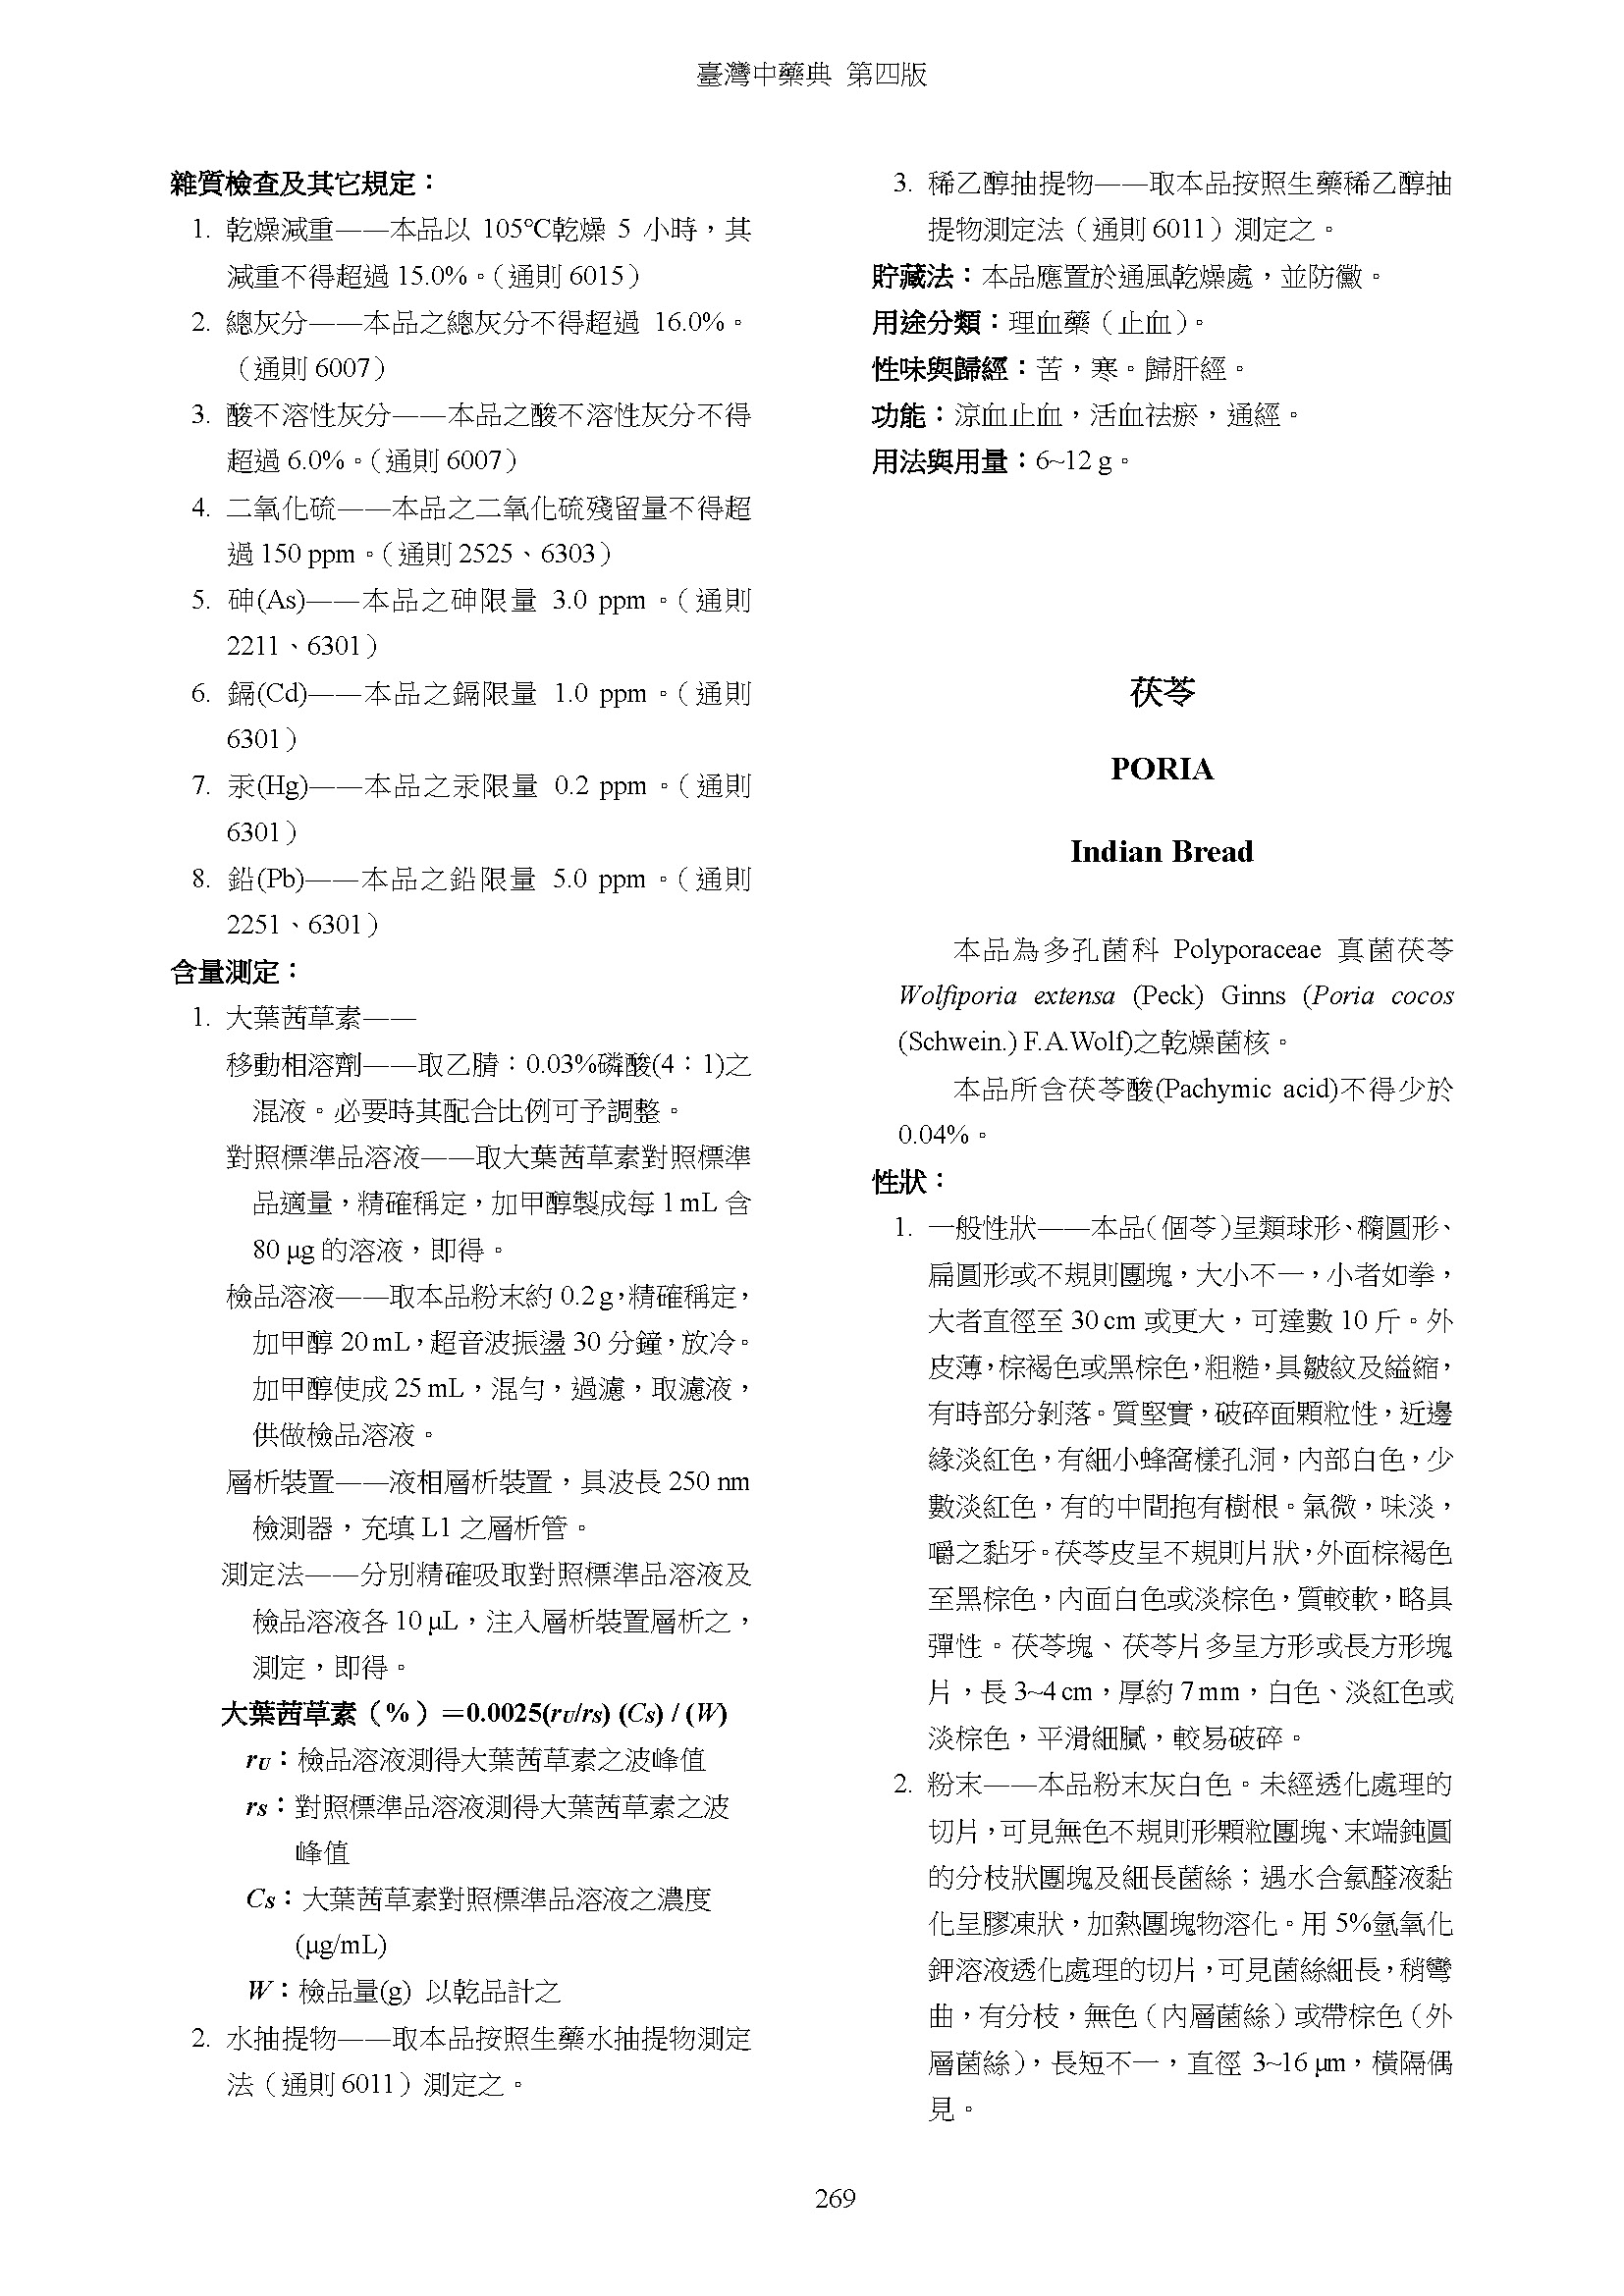 臺灣中藥典 第四版
雜質檢查及其它規定：
1. 乾燥減重——本品以 105℃乾燥 5 小時，其
減重不得超過 15.0%。（通則 6015）
2. 總灰分——本品之總灰分不得超過 16.0%。
（通則 6007）
3. 酸不溶性灰分——本品之酸不溶性灰分不得
超過 6.0%。（通則 6007）
4. 二氧化硫——本品之二氧化硫殘留量不得超
過 150 ppm。（通則 2525、6303）
5. 砷(As)——本品之砷限量 3.0 ppm。（通則
2211、6301）
6. 鎘(Cd)——本品之鎘限量 1.0 ppm。（通則
6301）
7. 汞(Hg)——本品之汞限量 0.2 ppm。（通則
6301）
8. 鉛(Pb)——本品之鉛限量 5.0 ppm。（通則
2251、6301）
含量測定：
1. 大葉茜草素——
移動相溶劑——取乙腈：0.03%磷酸(4：1)之
混液。必要時其配合比例可予調整。
對照標準品溶液——取大葉茜草素對照標準
品適量，精確稱定，加甲醇製成每 1 mL 含
80 μg 的溶液，即得。
檢品溶液——取本品粉末約 0.2 g，精確稱定，
加甲醇 20 mL，超音波振盪 30 分鐘，放冷。
加甲醇使成 25 mL，混勻，過濾，取濾液，
供做檢品溶液。
層析裝置——液相層析裝置，具波長 250 nm
檢測器，充填 L1 之層析管。
測定法——分別精確吸取對照標準品溶液及
檢品溶液各 10 μL，注入層析裝置層析之，
測定，即得。
大葉茜草素（%）＝0.0025(rU/rS) (CS) / (W)
rU：檢品溶液測得大葉茜草素之波峰值
rS：對照標準品溶液測得大葉茜草素之波
峰值
CS：大葉茜草素對照標準品溶液之濃度
(μg/mL)
W：檢品量(g) 以乾品計之
2. 水抽提物——取本品按照生藥水抽提物測定
法（通則 6011）測定之。
3. 稀乙醇抽提物——取本品按照生藥稀乙醇抽
提物測定法（通則 6011）測定之。
貯藏法：本品應置於通風乾燥處，並防黴。
用途分類：理血藥（止血）。
性味與歸經：苦，寒。歸肝經。
功能：涼血止血，活血祛瘀，通經。
用法與用量：6~12 g。
茯苓
PORIA
Indian Bread
本品為多孔菌科 Polyporaceae 真菌茯苓
Wolfiporia extensa (Peck) Ginns (Poria cocos
(Schwein.) F.A.Wolf)之乾燥菌核。
本品所含茯苓酸(Pachymic acid)不得少於
0.04%。
性狀：
1. 一般性狀——本品（個苓）呈類球形、橢圓形、
扁圓形或不規則團塊，大小不一，小者如拳，
大者直徑至 30 cm 或更大，可達數 10 斤。外
皮薄，棕褐色或黑棕色，粗糙，具皺紋及縊縮，
有時部分剝落。質堅實，破碎面顆粒性，近邊
緣淡紅色，有細小蜂窩樣孔洞，內部白色，少
數淡紅色，有的中間抱有樹根。氣微，味淡，
嚼之黏牙。茯苓皮呈不規則片狀，外面棕褐色
至黑棕色，內面白色或淡棕色，質較軟，略具
彈性。茯苓塊、茯苓片多呈方形或長方形塊
片，長 3~4 cm，厚約 7 mm，白色、淡紅色或
淡棕色，平滑細膩，較易破碎。
2. 粉末——本品粉末灰白色。未經透化處理的
切片，可見無色不規則形顆粒團塊、末端鈍圓
的分枝狀團塊及細長菌絲；遇水合氯醛液黏
化呈膠凍狀，加熱團塊物溶化。用 5%氫氧化
鉀溶液透化處理的切片，可見菌絲細長，稍彎
曲，有分枝，無色（內層菌絲）或帶棕色（外
層菌絲），長短不一，直徑 3~16 μm，橫隔偶
見。
269